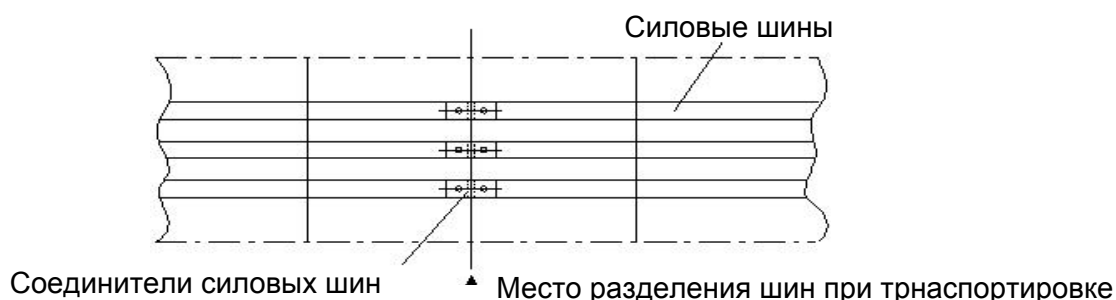 Силовые шины
Соединители силовых шин
Место разделения шин при трнаспортировке